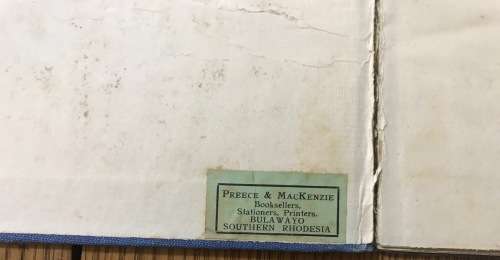 PREECE & MACKENZIE
Booksellers,
Stationers, Printers,
BULAWAYO
SOUTHERN RHODESIA